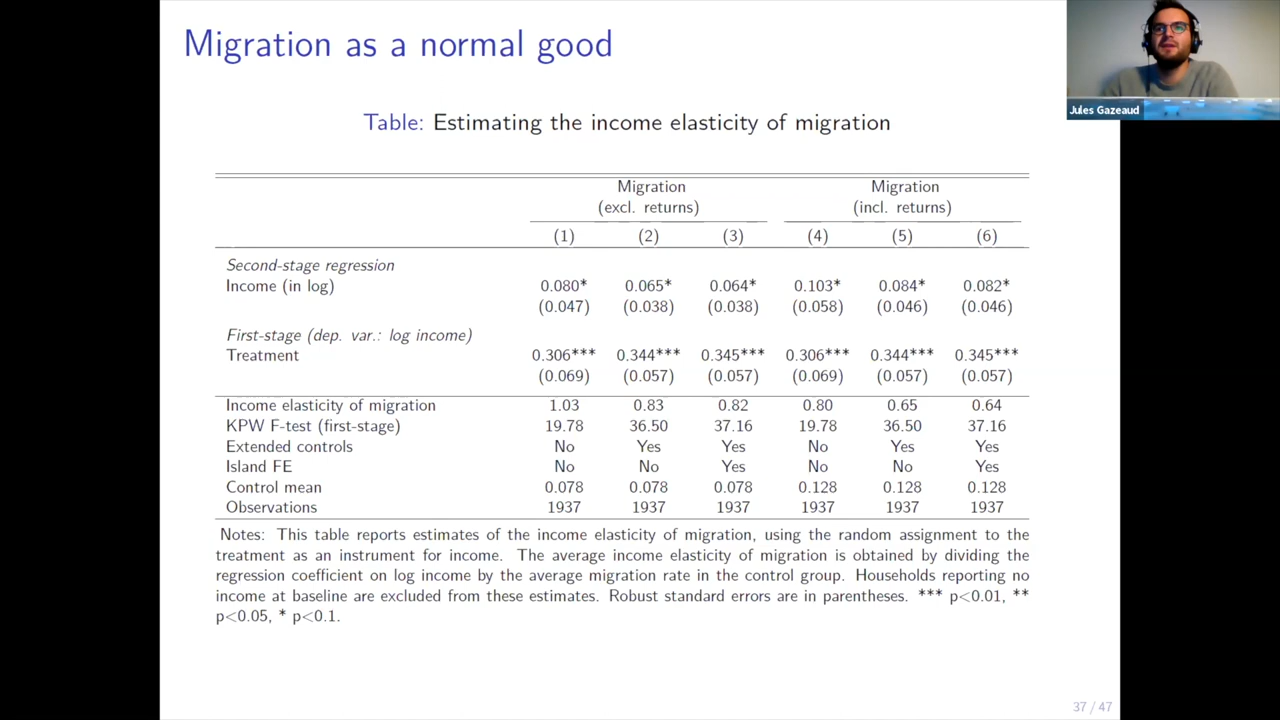 Migration as a normal good
Jules Gazeaud
Table: Estimating the income elasticity of migration
Migration Migration
(excl. returns) (incl. returns)
(1) (2) (3) (4) (5) (6)
Second-stage regression
Income (in log) 0.080* 0.065* 0.064* 0.103* 0.084* 0.082*
(0.047) (0.038) (0.038) (0.058) (0.046) (0.046)
First-stage (dep. var.: log income)
Treatment 0.306*** 0.344*** 0.345*** 0.306*** 0.344*** 0.345***
(0.069) (0.057) (0.057) (0.069) (0.057) (0.057)
Income elasticity of migration 1.03 0.83 0.82 0.80 0.65 0.64
KPW F-test (first-stage) 19.78 36.50 37.16 19.78 36.50 37.16
Extended controls No Yes Yes No Yes Yes
Island FE No No Yes No No Yes
Control mean 0.078 0.078 0.078 0.128 0.128 0.128
Observations 1937 1937 1937 1937 1937 1937
Notes: This table reports estimates of the income elasticity of migration, using the random assignment to the
treatment as an instrument for income. The average income elasticity of migration is obtained by dividing the
regression coefficient on log income by the average migration rate in the control group. Households reporting no
income at baseline are excluded from these estimates. Robust standard errors are in parentheses. *** p<0.01, **
p<0.05, * p<0.1.
37 / 47